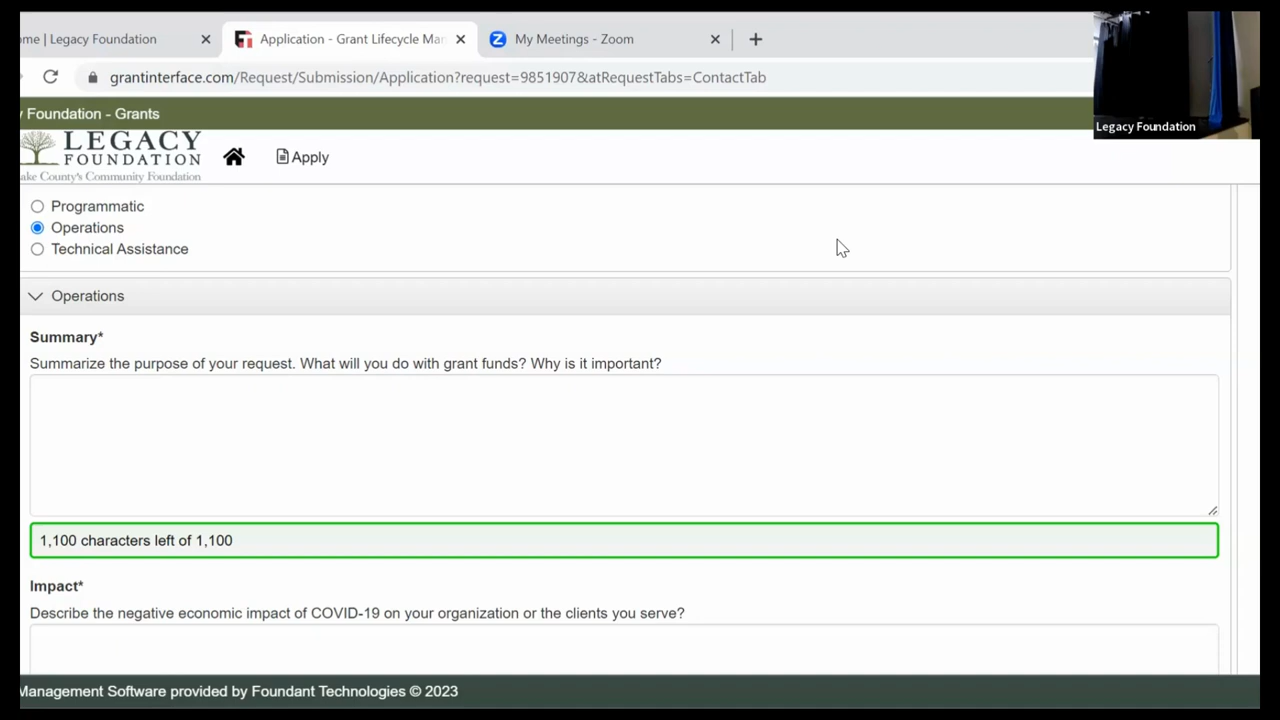 ome | Legacy Foundation
Application - Grant Lifecycle Man
My Meetings - Zoom
grantinterface.com/Request/Submission/Application?request=9851907&atRequestTabs=ContactTab
Legacy Foundation
y Foundation - Grants
LEGACY
FOUNDATION
ake County's Community Foundation
Apply
Programmatic
Operations
Technical Assistance
Operations
Summary*
Summarize the purpose of your request. What will you do with grant funds? Why is it important?
1,100 characters left of 1,100
Impact*
Describe the negative economic impact of COVID-19 on your organization or the clients you serve?
Management Software provided by Foundant Technologies © 2023